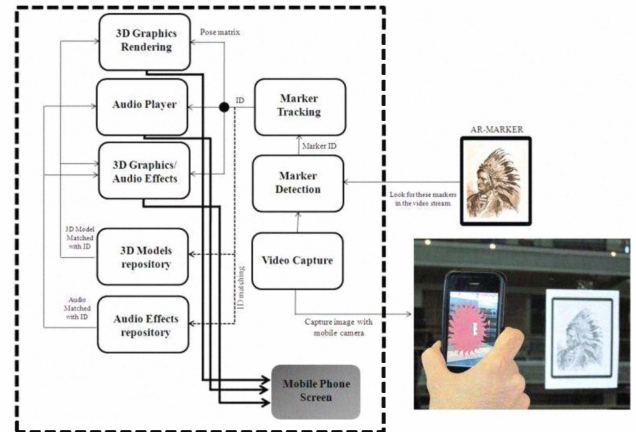 3D Graphics
Rendering
Pose matrix
Audio Player
ID
Marker
Tracking
AR-MARKER
Marker ID
3D Graphics/
Audio Effects
Marker
Detection
Look for these markers
in the video stream
3D Model
Matched
with ID
3D Models
repository
Video Capture
ID matching
Audio
Matched
with ID
Audio Effects
repository
Capture image with
mobile camera
Mobile Phone
Screen